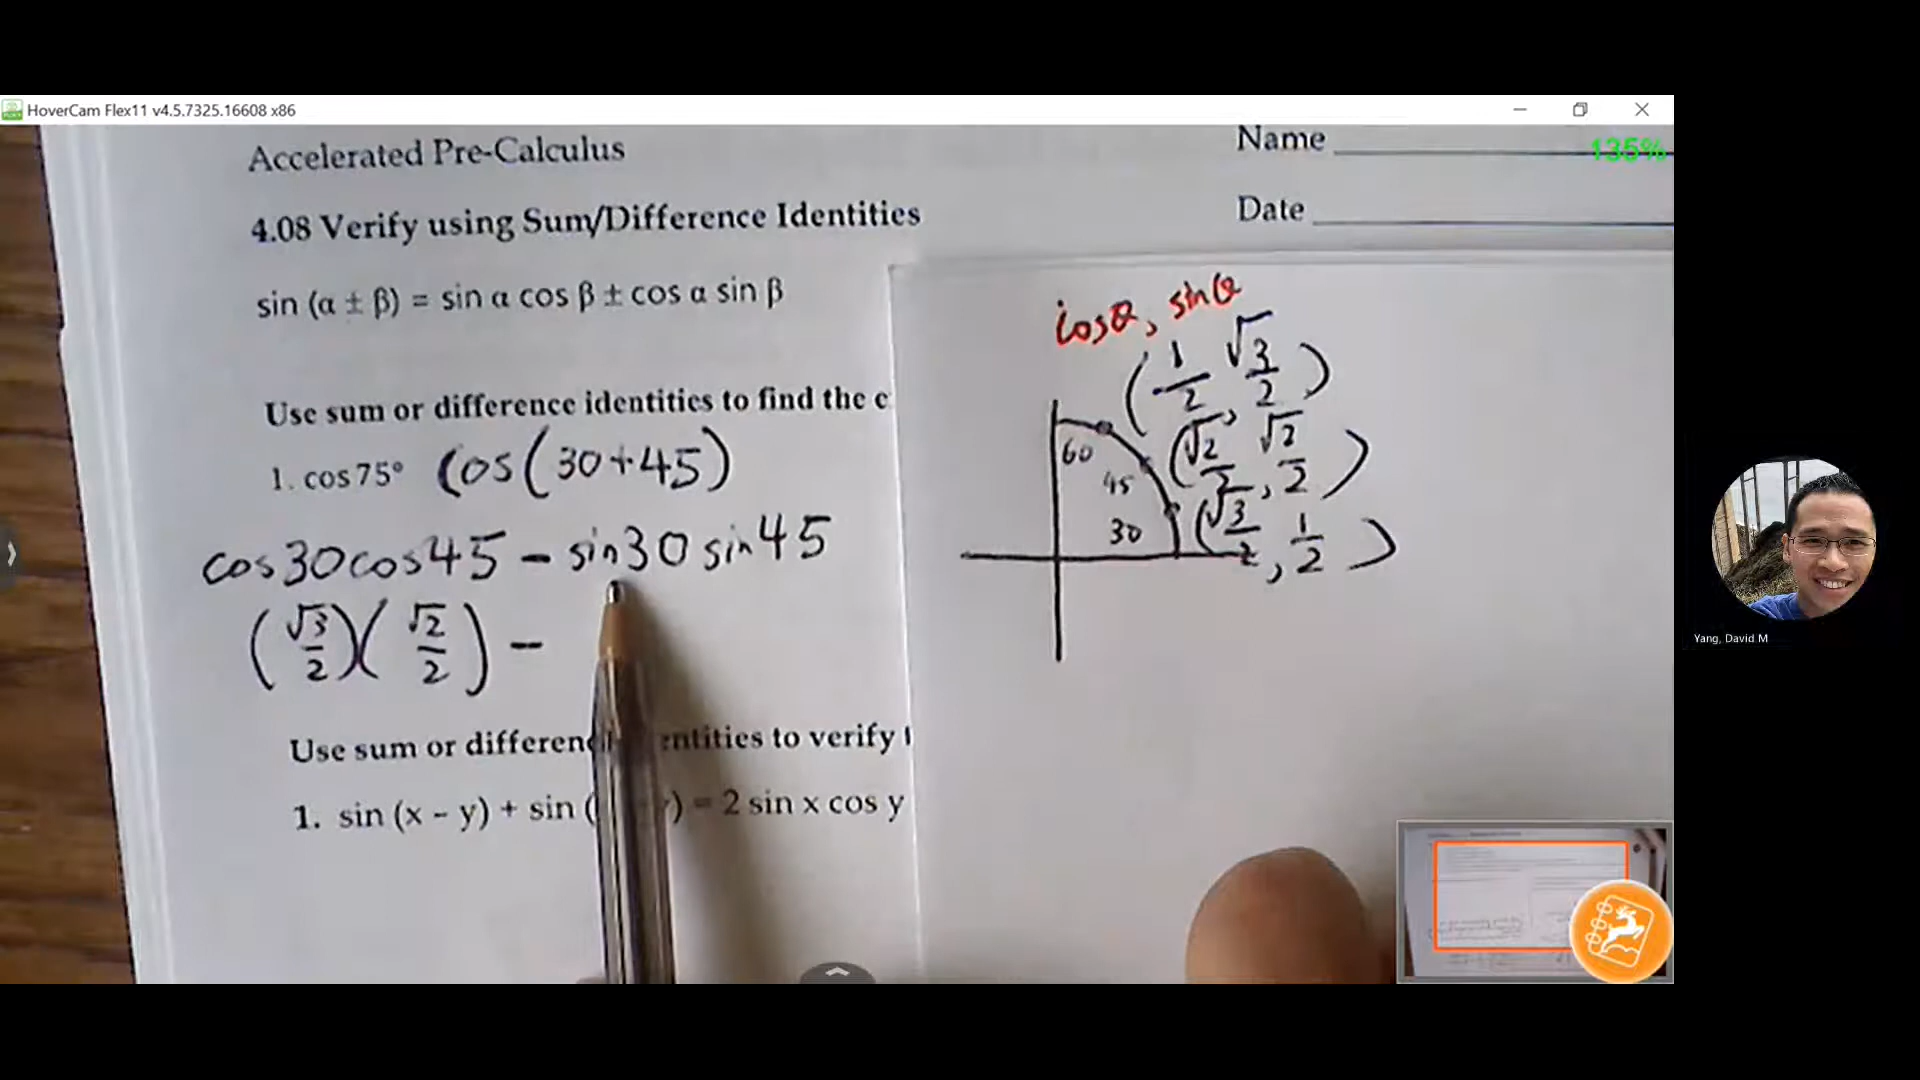 HoverCam Flex11 v4.5.7325.16608 x86
Accelerated Pre-Calculus
Name
135%
4.08 Verify using Sum/Difference Identities
Date
sin (α ± β) = sin α cos β ± cos α sin β
Use sum or difference identities to find the e
1. cos 75° cos(30+45)
cos30cos45 - sin30 sin45
(√3/2)(√2/2) -
cosθ, sinθ
(1/2, √3/2)
60 (√2/2, √2/2)
45
30 (√3/2, 1/2)
Use sum or to verify
1. sin (x – y) + sin ( ) = 2 sin x cos y
Yang, David M